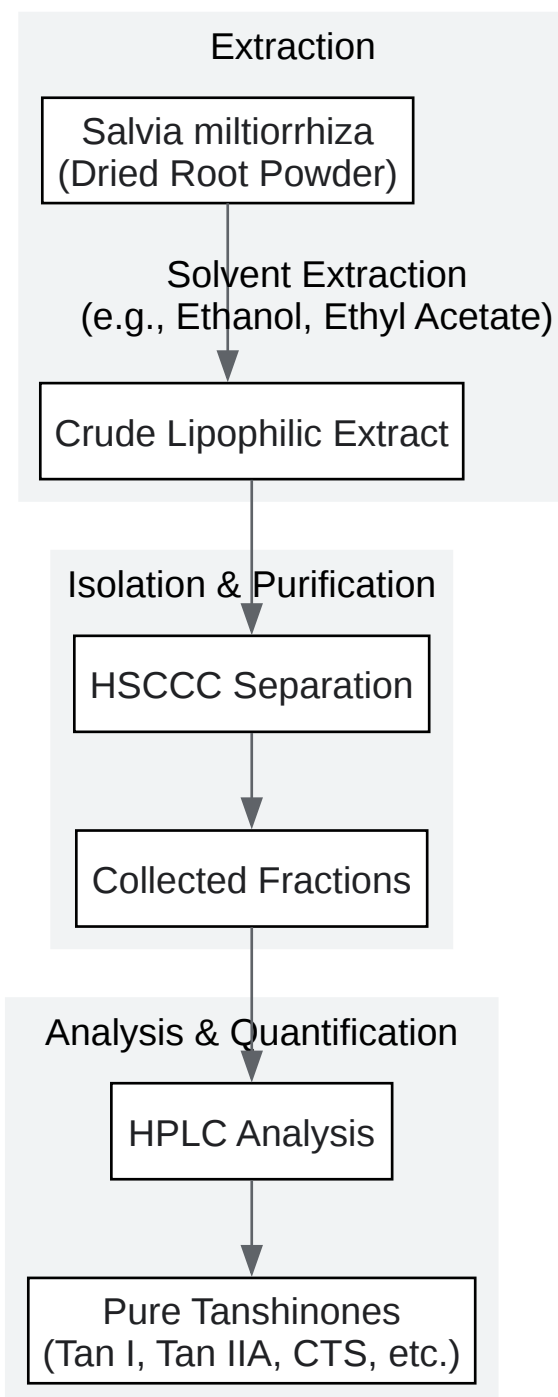 Extraction
Salvia miltiorrhiza
(Dried Root Powder)
Solvent Extraction
(e.g., Ethanol, Ethyl Acetate)
Crude Lipophilic Extract
Isolation & Purification
HSCCC Separation
Collected Fractions
Analysis & Quantification
HPLC Analysis
Pure Tanshinones
(Tan I, Tan IIA, CTS, etc.)